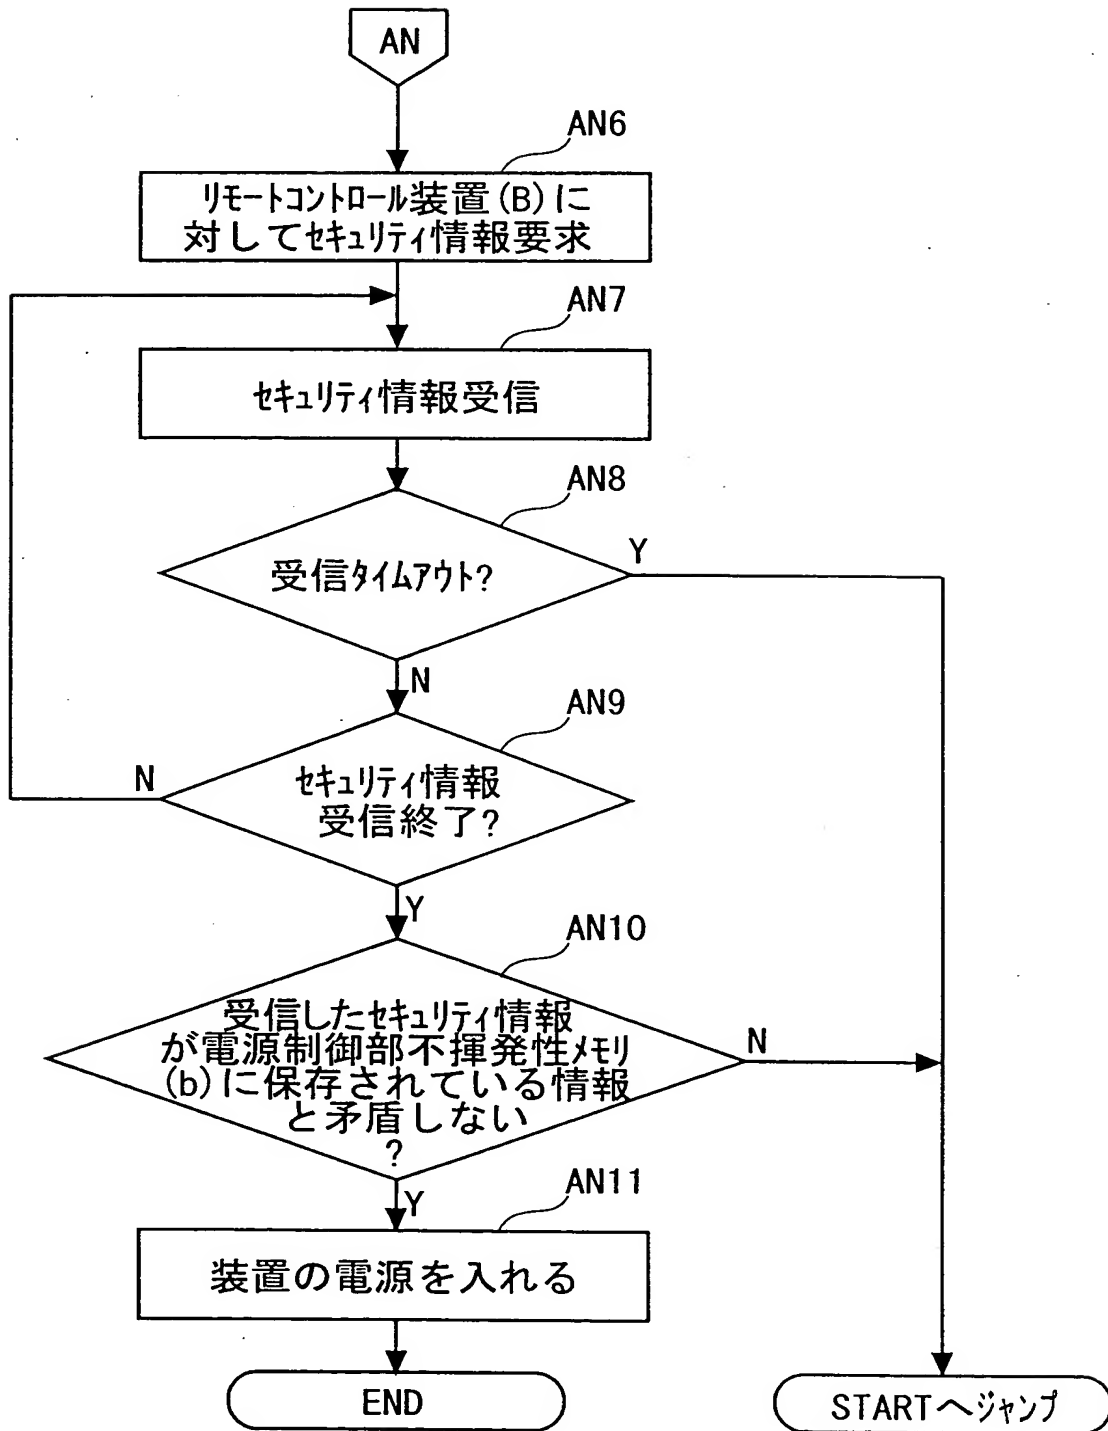 AN
AN6
リモートコントロール装置(B)に
対してセキュリティ情報要求
AN7
セキュリティ情報受信
AN8
受信タイムアウト?
Y
N
AN9
セキュリティ情報
受信終了?
N
Y
AN10
受信したセキュリティ情報
が電源制御部不揮発性メモリ
(b)に保存されている情報
と矛盾しない
?
N
Y
AN11
装置の電源を入れる
END
STARTへジャンプ